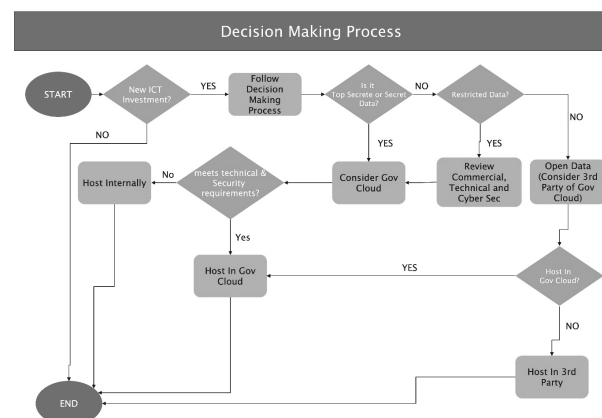 Decision Making Process
START
New ICT
Investment?
YES
Follow
Decision
Making
Process
Is it
Top Secrete or Secret
Data?
NO
Restricted Data?
NO
NO
YES
YES
Host Internally
No
meets technical &
Security
requirements?
Consider Gov
Cloud
Review
Commercial,
Technical and
Cyber Sec
Open Data
(Consider 3rd
Party of Gov
Cloud)
Yes
Host In Gov
Cloud
YES
Host In
Gov Cloud?
NO
Host In 3rd
Party
END